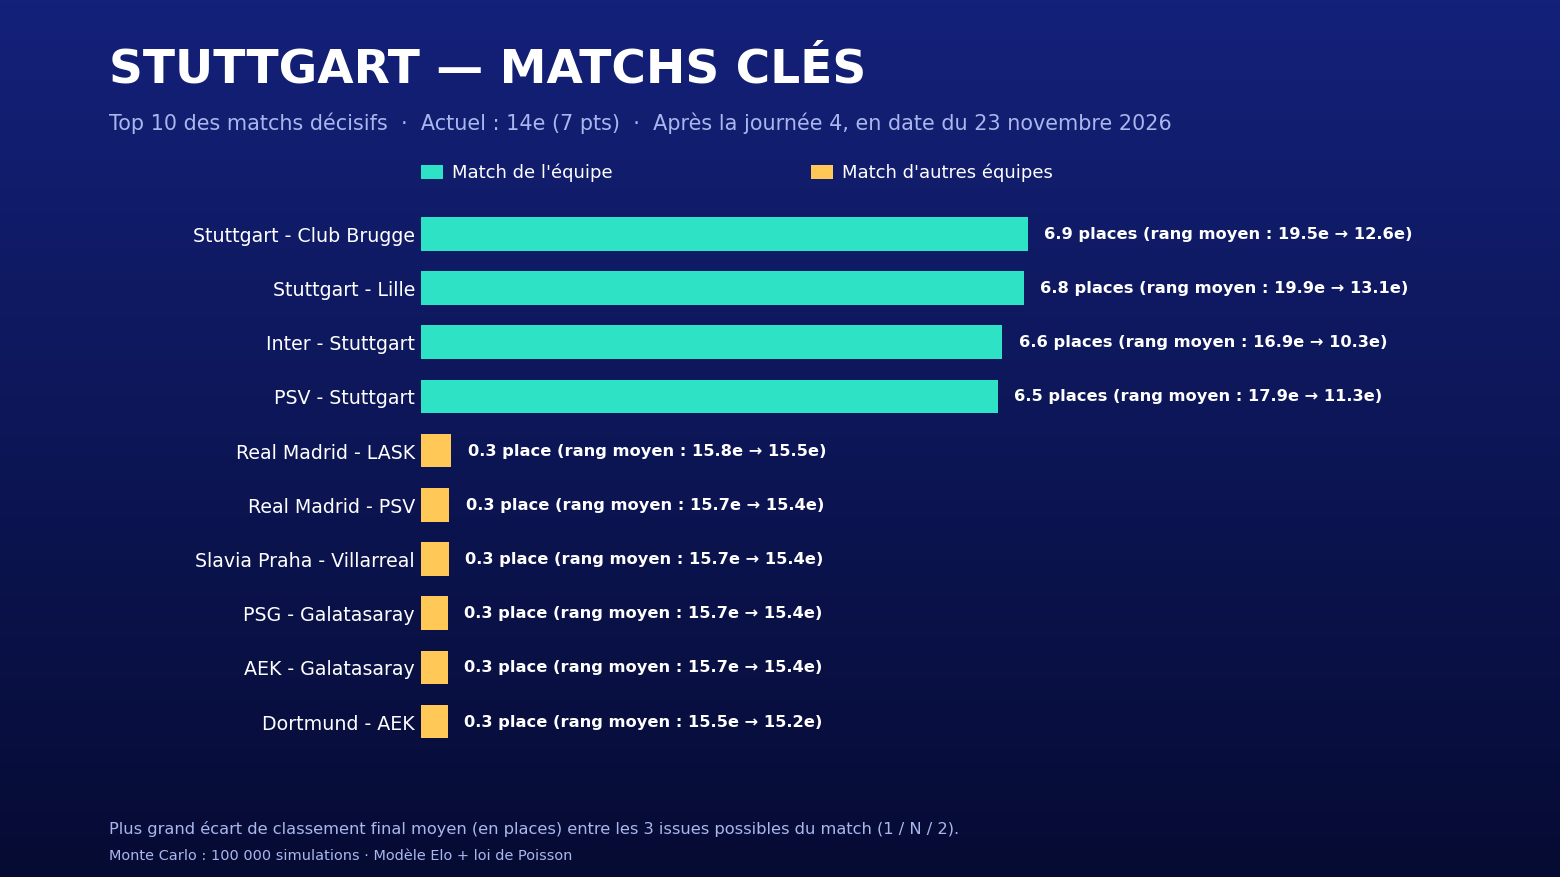 STUTTGART — MATCHS CLÉS
Top 10 des matchs décisifs · Actuel : 14e (7 pts) · Après la journée 4, en date du 23 novembre 2026
Match de l'équipe
Match d'autres équipes
Stuttgart - Club Brugge 6.9 places (rang moyen : 19.5e → 12.6e)
Stuttgart - Lille 6.8 places (rang moyen : 19.9e → 13.1e)
Inter - Stuttgart 6.6 places (rang moyen : 16.9e → 10.3e)
PSV - Stuttgart 6.5 places (rang moyen : 17.9e → 11.3e)
Real Madrid - LASK 0.3 place (rang moyen : 15.8e → 15.5e)
Real Madrid - PSV 0.3 place (rang moyen : 15.7e → 15.4e)
Slavia Praha - Villarreal 0.3 place (rang moyen : 15.7e → 15.4e)
PSG - Galatasaray 0.3 place (rang moyen : 15.7e → 15.4e)
AEK - Galatasaray 0.3 place (rang moyen : 15.7e → 15.4e)
Dortmund - AEK 0.3 place (rang moyen : 15.5e → 15.2e)
Plus grand écart de classement final moyen (en places) entre les 3 issues possibles du match (1 / N / 2).
Monte Carlo : 100 000 simulations · Modèle Elo + loi de Poisson